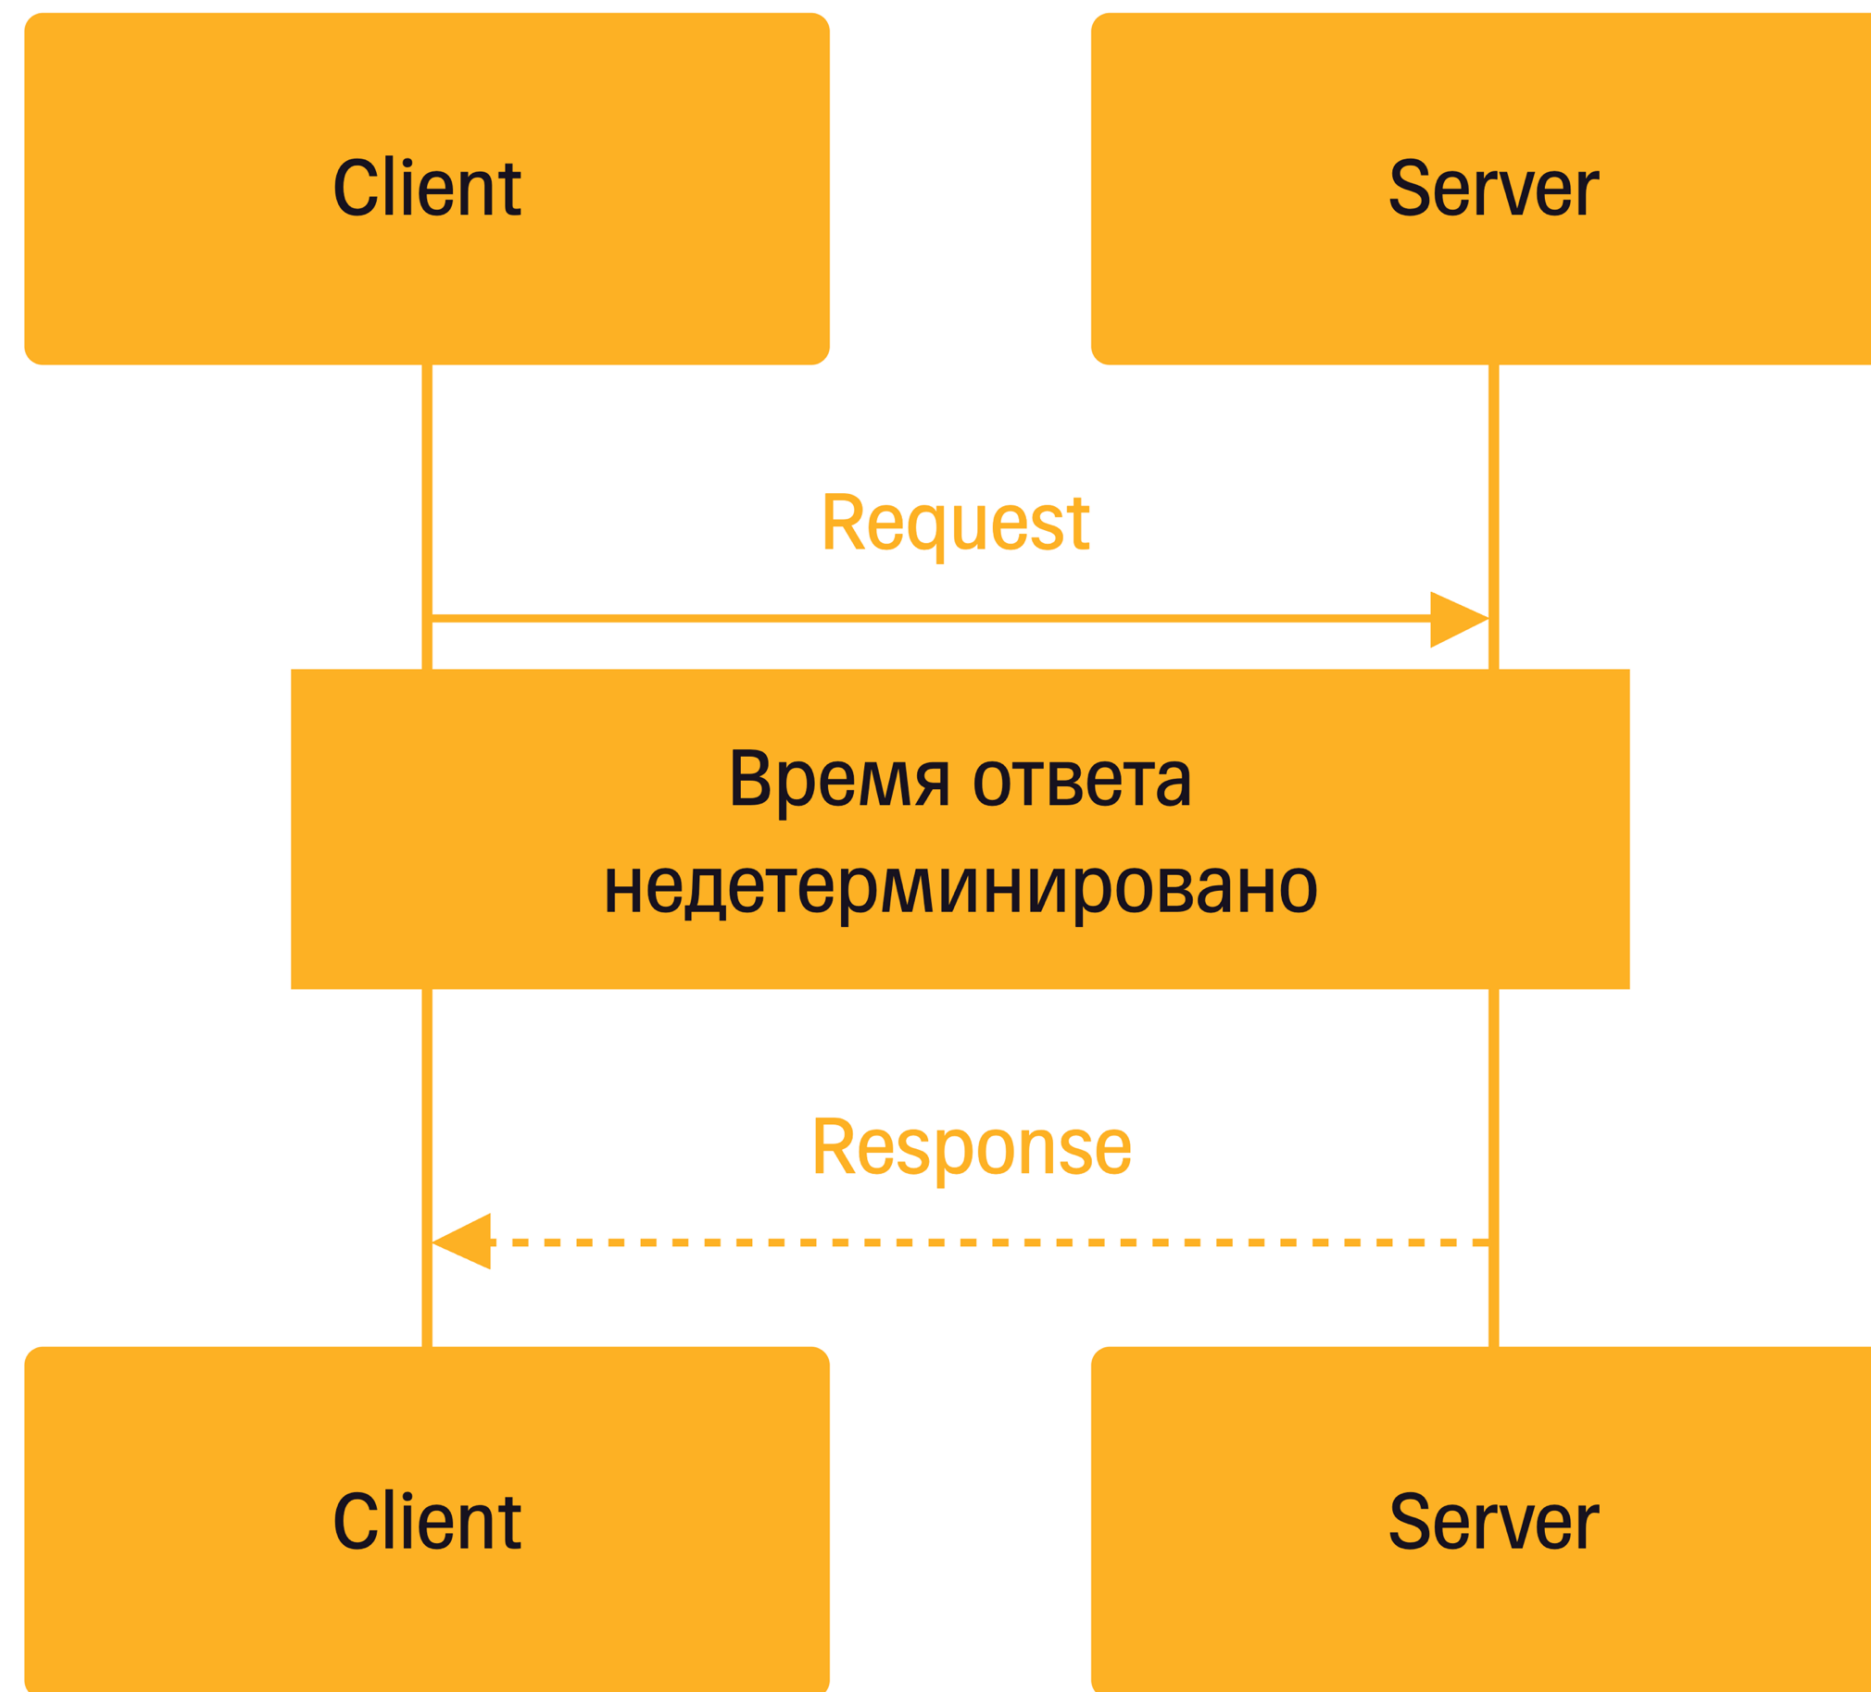 Client
Server
Request
Время ответа
недетерминировано
Response
Client
Server